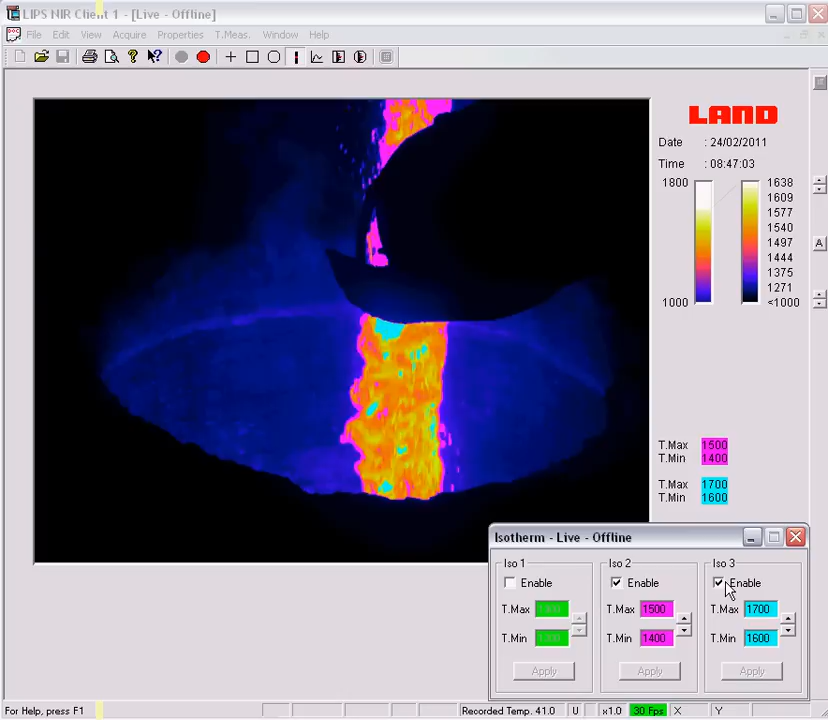 LIPS NIR Client 1 - [Live - Offline]
File Edit View Acquire Properties T.Meas. Window Help
LAND
Date : 24/02/2011
Time : 08:47:03
1800
1000
1638
1609
1577
1540
1497
1444
1375
1271
<1000
A
T.Max 1500
T.Min 1400
T.Max 1700
T.Min 1600
Isotherm - Live - Offline
Iso 1 Iso 2 Iso 3
Enable Enable Enable
T.Max T.Max 1500 T.Max 1700
T.Min T.Min 1400 T.Min 1600
Apply Apply Apply
For Help, press F1 Recorded Temp. 41.0 U x1.0 30 Fps X Y